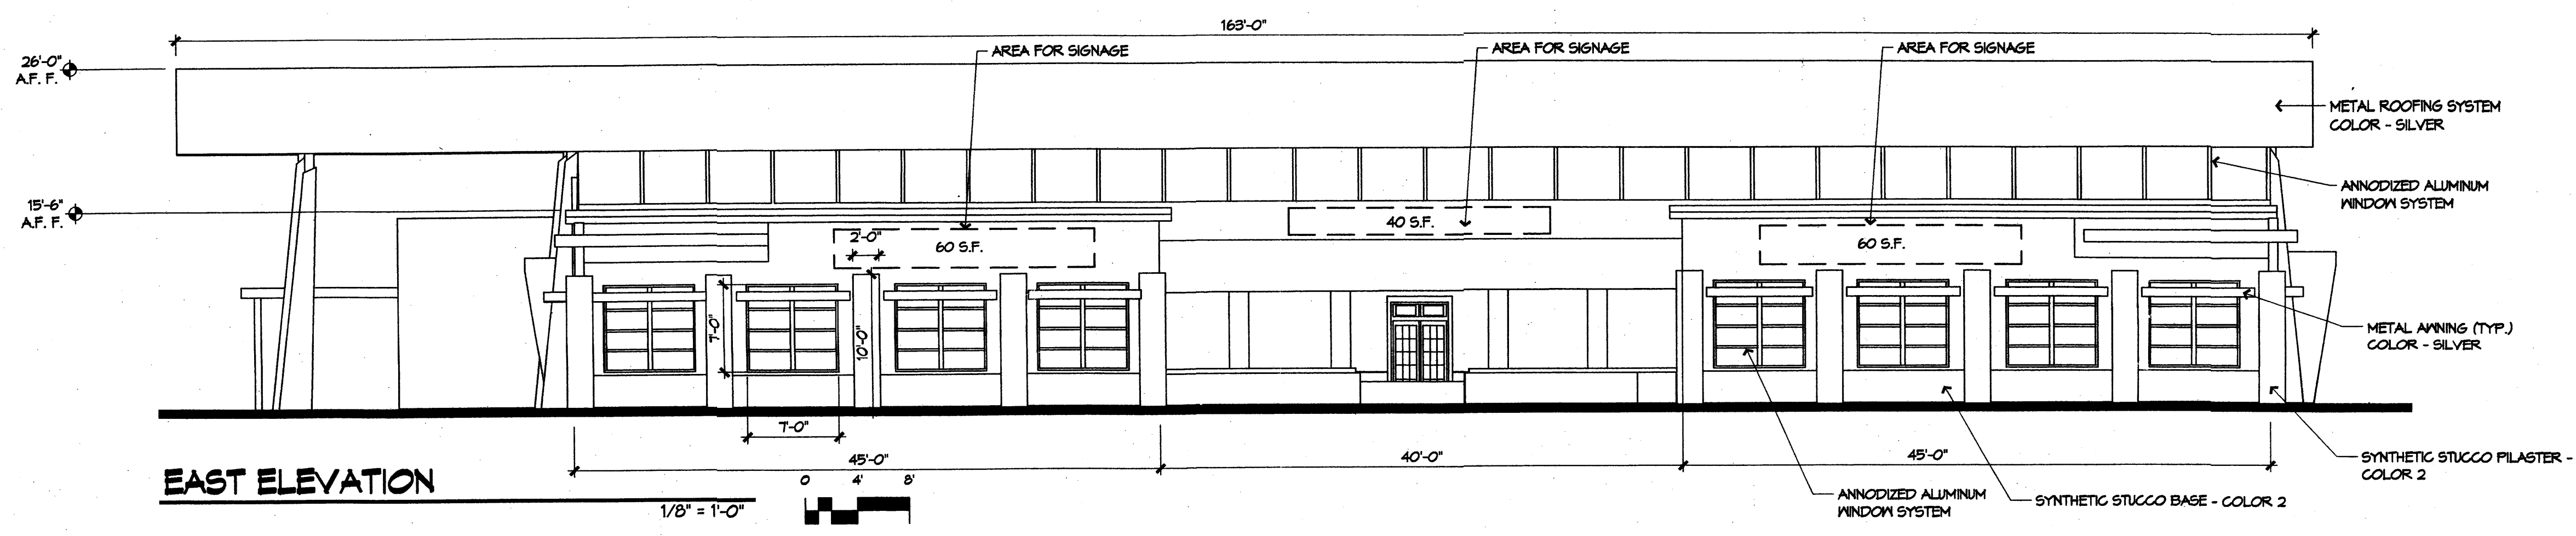 163'-0"
26'-0"
A.F. F.
AREA FOR SIGNAGE
AREA FOR SIGNAGE
AREA FOR SIGNAGE
METAL ROOFING SYSTEM
COLOR - SILVER
ANNODIZED ALUMINUM
WINDOW SYSTEM
15'-6"
A.F. F.
2'-0"
60 S.F.
40 S.F.
60 S.F.
7'-0"
10'-0"
METAL AWNING (TYP.)
COLOR - SILVER
7'-0"
45'-0"
40'-0"
45'-0"
SYNTHETIC STUCCO PILASTER -
COLOR 2
EAST ELEVATION
1/8" = 1'-0"
0 4' 8'
ANNODIZED ALUMINUM
WINDOW SYSTEM
SYNTHETIC STUCCO BASE - COLOR 2